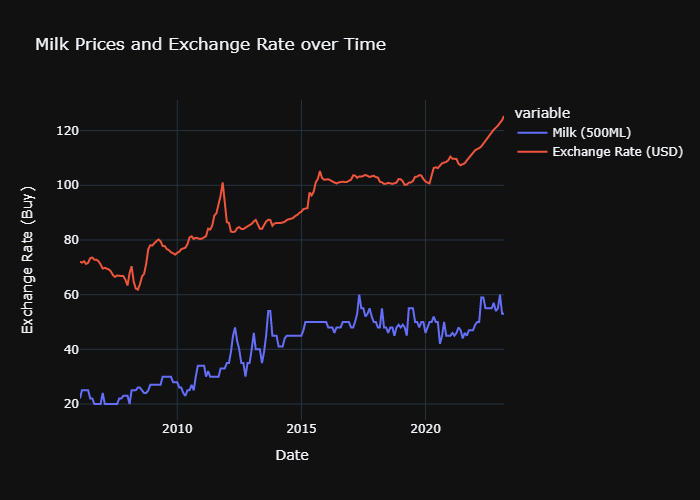 Milk Prices and Exchange Rate over Time
variable
Milk (500ML)
Exchange Rate (USD)
Exchange Rate (Buy)
120
100
80
60
40
20
2010
2015
2020
Date